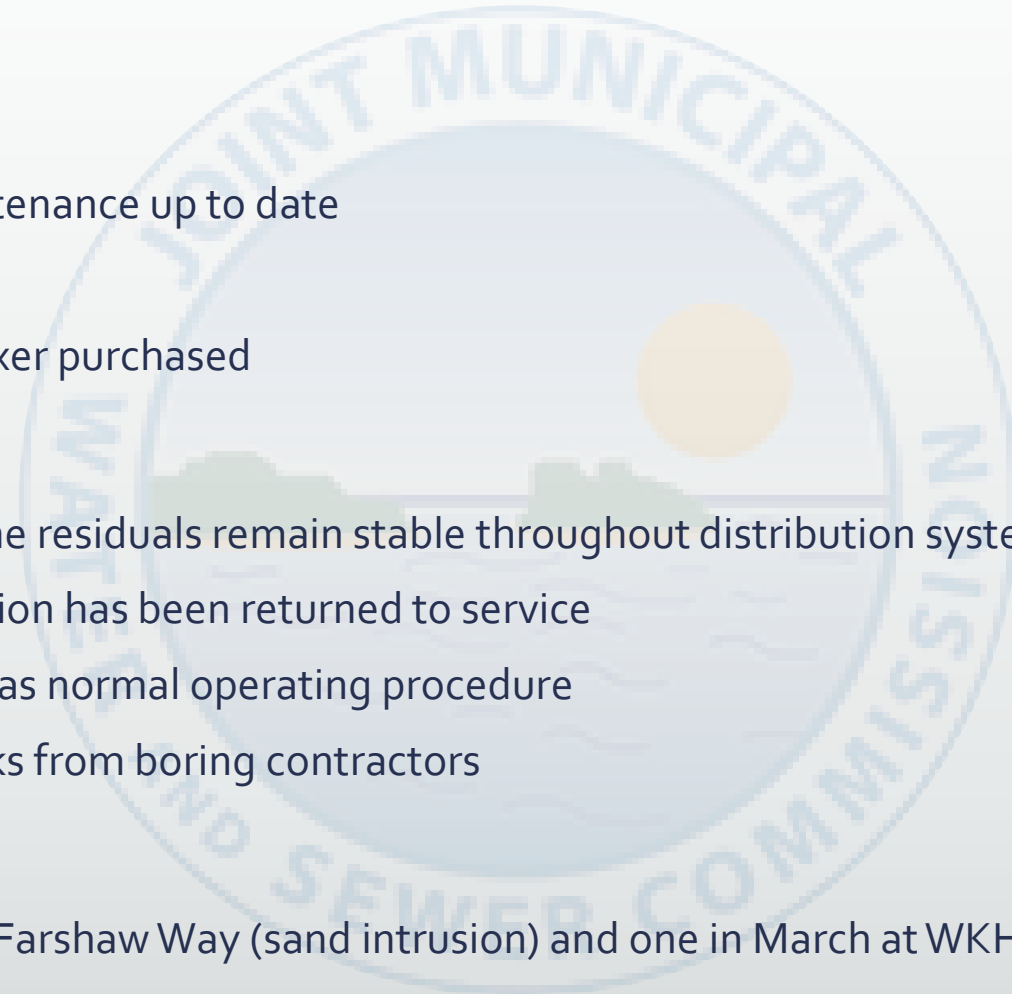 JOINT MUNICIPAL
WATER AND SEWER COMMISSION
tenance up to date
xer purchased
ne residuals remain stable throughout distribution syste
ion has been returned to service
as normal operating procedure
ks from boring contractors
Farshaw Way (sand intrusion) and one in March at WKH